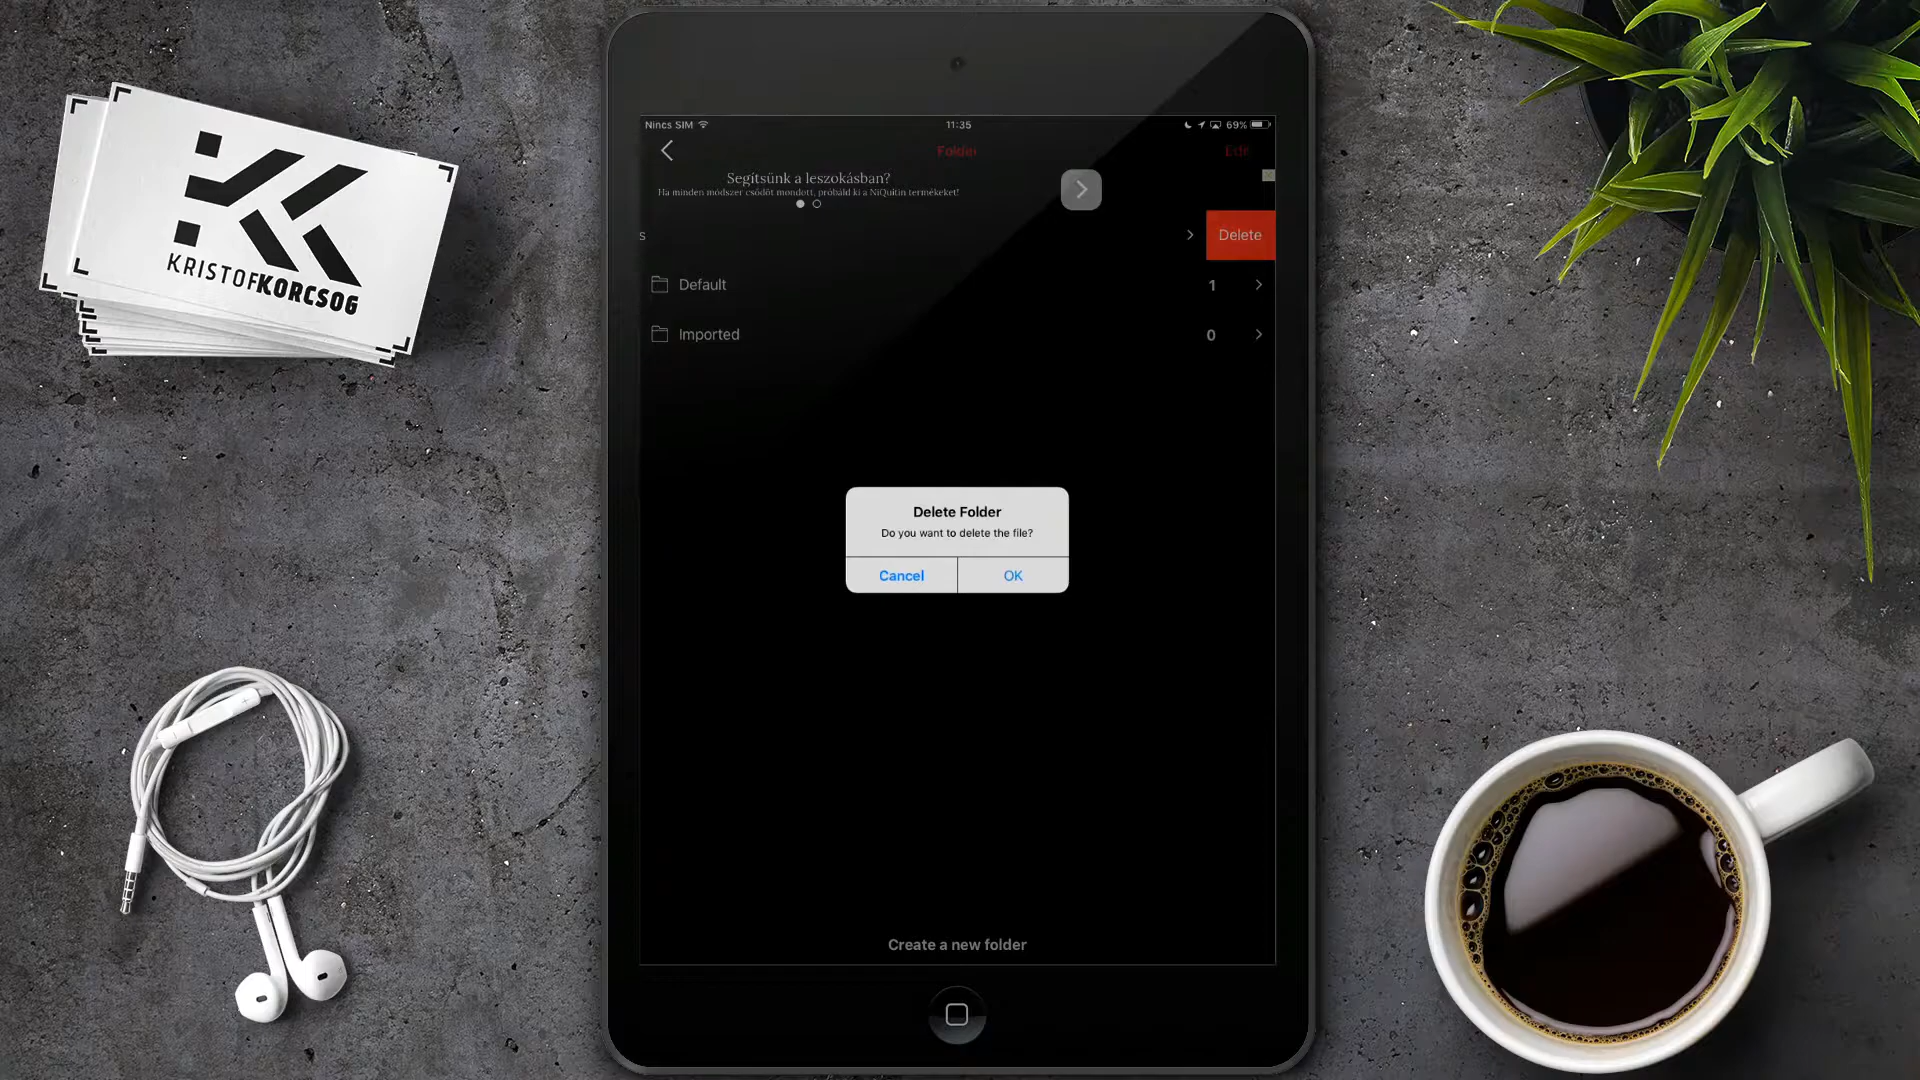 KRISTOFKORCSOG
Nincs SIM
11:35
69%
Folder
Edit
Segítsünk a leszokásban?
Ha minden módszer csődöt mondott, próbáld ki a NiQuitin termékeket!
s
Delete
Default
1
Imported
0
Delete Folder
Do you want to delete the file?
Cancel
OK
Create a new folder